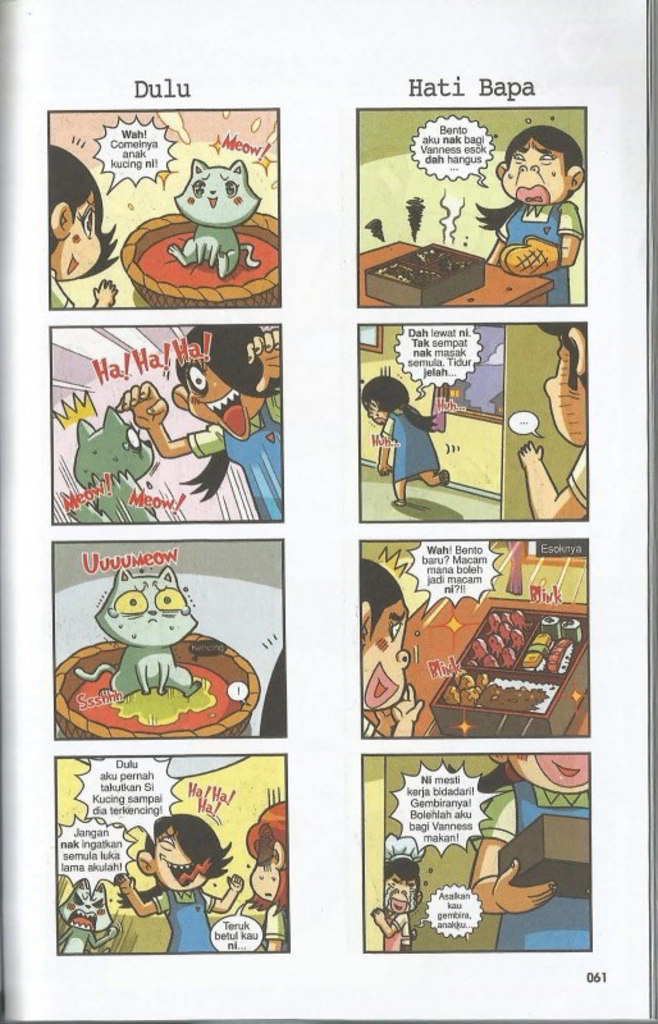 Dulu
Wah!
Comelnya
anak
kucing ni!
Meow!
Ha! Ha! Ha!
Meow!
Meow!
UUUUMEOW
Kencing
Ssshhh
!
Dulu
aku pernah
takutkan Si
Kucing sampai
dia terkencing!
Ha! Ha!
Ha!
Jangan
nak ingatkan
semula luka
lama akulah!
Teruk
betul kau
ni...
Hati Bapa
Bento
aku nak bagi
Vanness esok
dah hangus
...
Dah lewat ni.
Tak sempat
nak masak
semula. Tidur
jelah...
Huh...
Huh...
...
Esoknya
Wah! Bento
baru? Macam
mana boleh
jadi macam
ni?!!
Blink
Blink
Ni mesti
kerja bidadari!
Gembiranya!
Bolehlah aku
bagi Vanness
makan!
Asalkan
kau
gembira,
anakku...
061